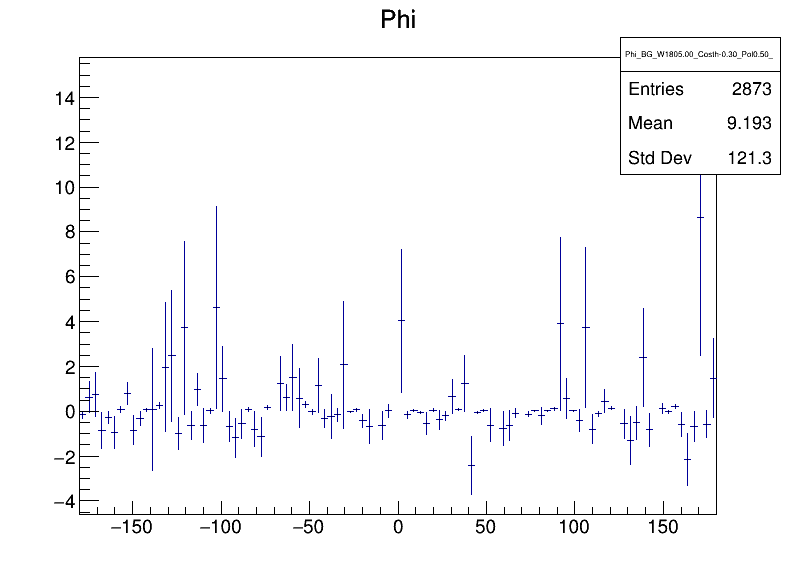 Phi
Phi_BG_W1805.00_Costh-0.30_Pol0.50_
Entries 2873
Mean 9.193
Std Dev 121.3
14
12
10
8
6
4
2
0
−2
−4
−150 −100 −50 0 50 100 150